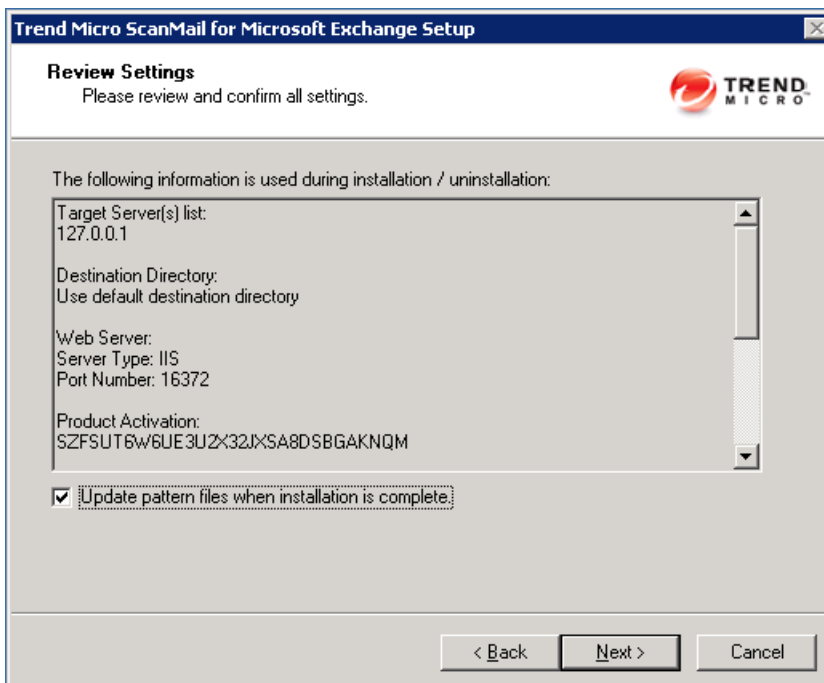 Trend Micro ScanMail for Microsoft Exchange Setup
Review Settings
Please review and confirm all settings.
TREND
MICRO™
The following information is used during installation / uninstallation:
Target Server(s) list:
127.0.0.1
Destination Directory:
Use default destination directory
Web Server:
Server Type: IIS
Port Number: 16372
Product Activation:
SZFSUT6W6UE3U2X32JXSA8DSBGAKNQM
Update pattern files when installation is complete.
< Back
Next >
Cancel